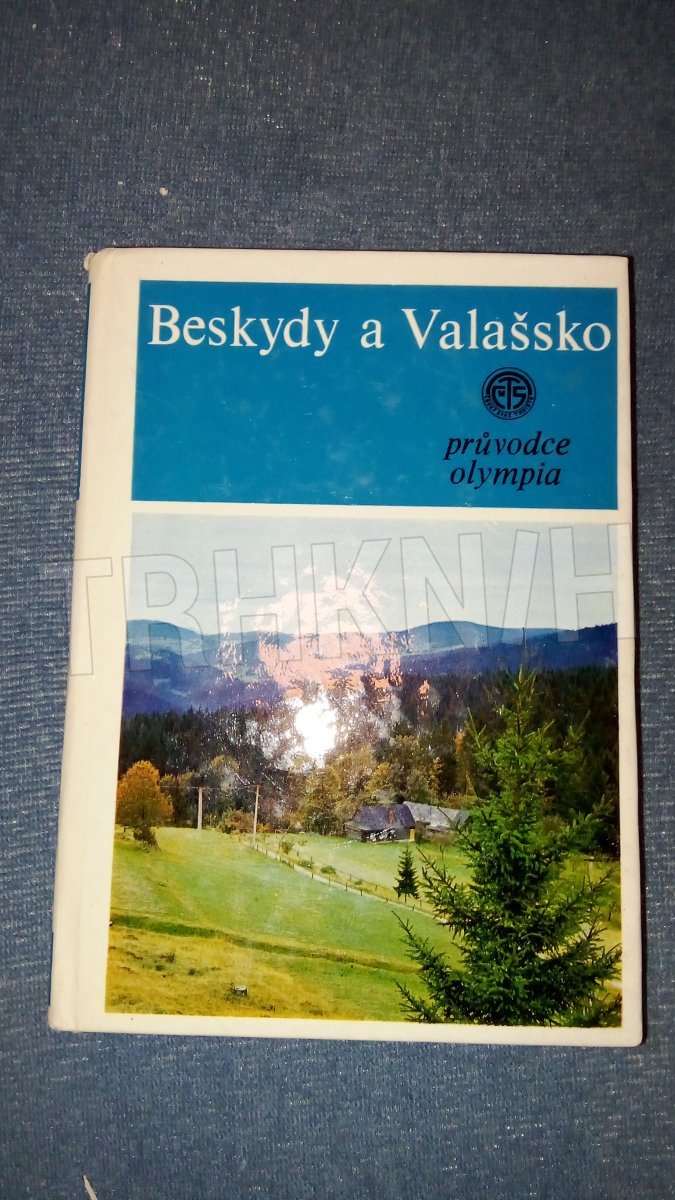 Beskydy a Valašsko
průvodce
olympia
TRHKNIH